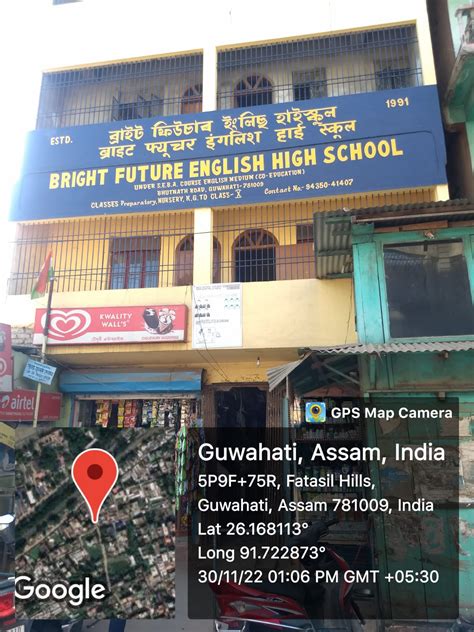 ব্ৰাইট ফিউচাৰ ইংলিছ হাইস্কুল
ESTD. 1991
ब्राइट फ्यूचर इंगलिश हाई स्कूल
BRIGHT FUTURE ENGLISH HIGH SCHOOL
UNDER S.E.B.A. COURSE ENGLISH MEDIUM (CO-EDUCATION)
BHUTNATH ROAD, GUWAHATI-781009
CLASSES Preparatory, NURSERY, K.G. TO CLASS-X Contact No.- 94350-41407
KWALITY
WALL'S
airtel
GPS Map Camera
Guwahati, Assam, India
5P9F+75R, Fatasil Hills,
Guwahati, Assam 781009, India
Lat 26.168113°
Long 91.722873°
30/11/22 01:06 PM GMT +05:30
Google